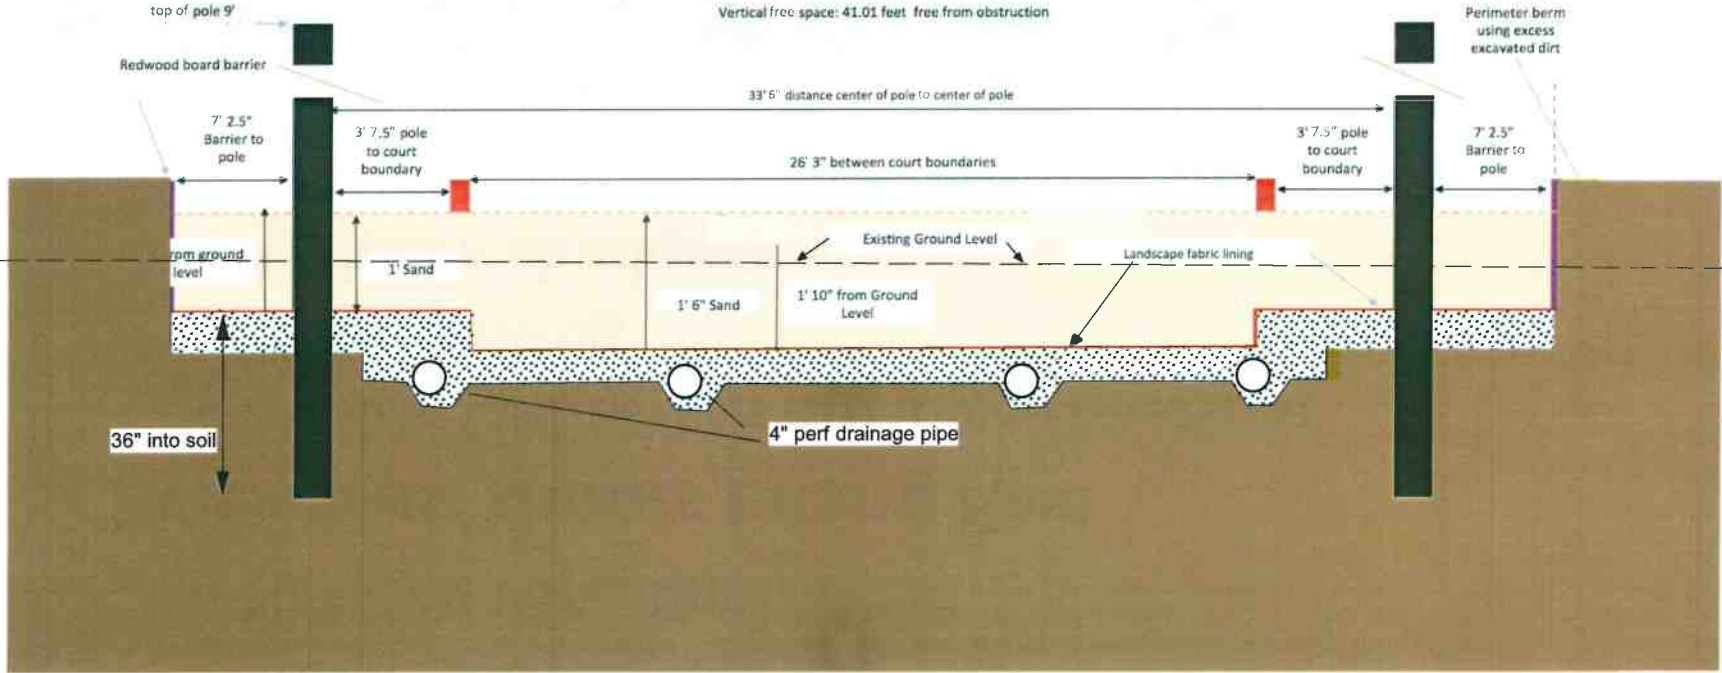 top of pole 9'
Vertical free space: 41.01 feet free from obstruction
Perimeter berm
using excess
excavated dirt
Redwood board barrier
33' 6" distance center of pole to center of pole
7' 2.5"
Barrier to
pole
3' 7.5" pole
to court
boundary
26' 3" between court boundaries
3' 7.5" pole
to court
boundary
7' 2.5"
Barrier to
pole
from ground
level
1' Sand
Existing Ground Level
Landscape fabric lining
1' 6" Sand
1' 10" from Ground
Level
36" into soil
4" perf drainage pipe